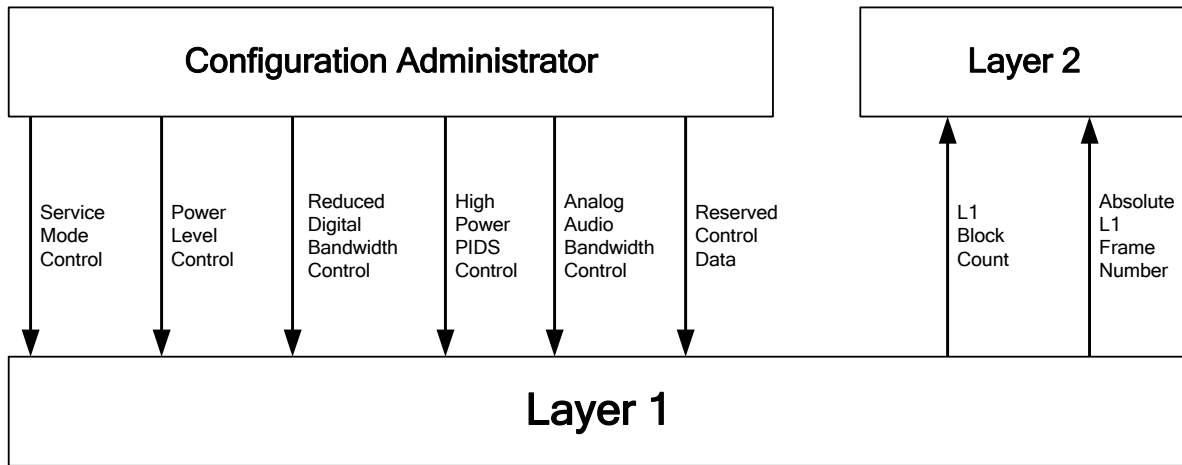 Configuration Administrator
Layer 2
Service
Mode
Control
Power
Level
Control
Reduced
Digital
Bandwidth
Control
High
Power
PIDS
Control
Analog
Audio
Bandwidth
Control
Reserved
Control
Data
L1
Block
Count
Absolute
L1
Frame
Number
Layer 1